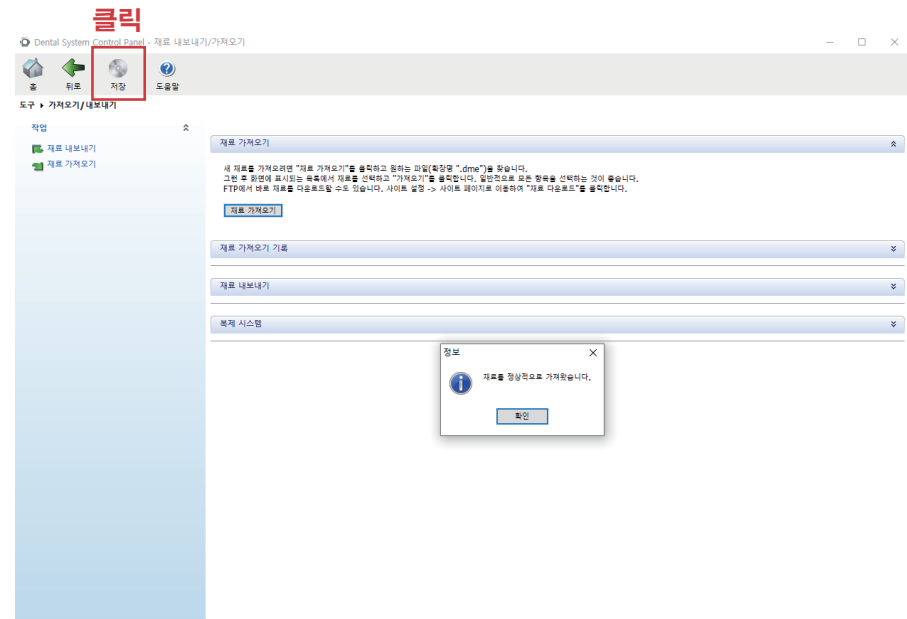 클릭
Dental System Control Panel - 재료 내보내기/가져오기
홈 뒤로 저장 도움말
도구 ▸ 가져오기/내보내기
작업
재료 내보내기
재료 가져오기
재료 가져오기
새 재료를 가져오려면 "재료 가져오기"를 클릭하고 원하는 파일(확장명 ".dme")을 찾습니다.
그런 후 화면에 표시되는 목록에서 재료를 선택하고 "가져오기"를 클릭합니다. 일반적으로 모든 항목을 선택하는 것이 좋습니다.
FTP에서 바로 재료를 다운로드할 수도 있습니다. 사이트 설정 -> 사이트 페이지로 이동하여 "재료 다운로드"를 클릭합니다.
재료 가져오기
재료 가져오기 기록
재료 내보내기
복제 시스템
정보
재료를 정상적으로 가져왔습니다.
확인